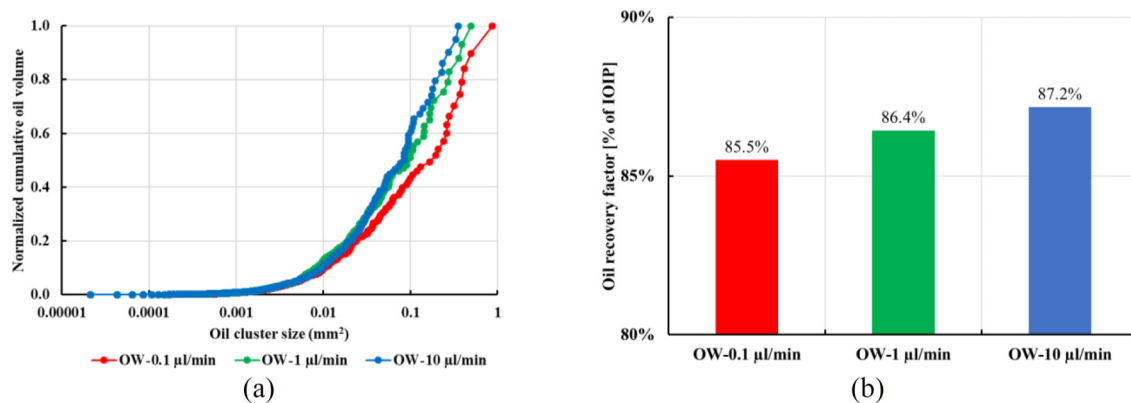 1.0
0.8
0.6
0.4
0.2
0.0
Normalized cumulative oil volume
0.00001 0.0001 0.001 0.01 0.1 1
Oil cluster size (mm²)
OW-0.1 µl/min OW-1 µl/min OW-10 µl/min
(a)
90%
85%
80%
Oil recovery factor [% of IOIP]
85.5%
86.4%
87.2%
OW-0.1 µl/min OW-1 µl/min OW-10 µl/min
(b)